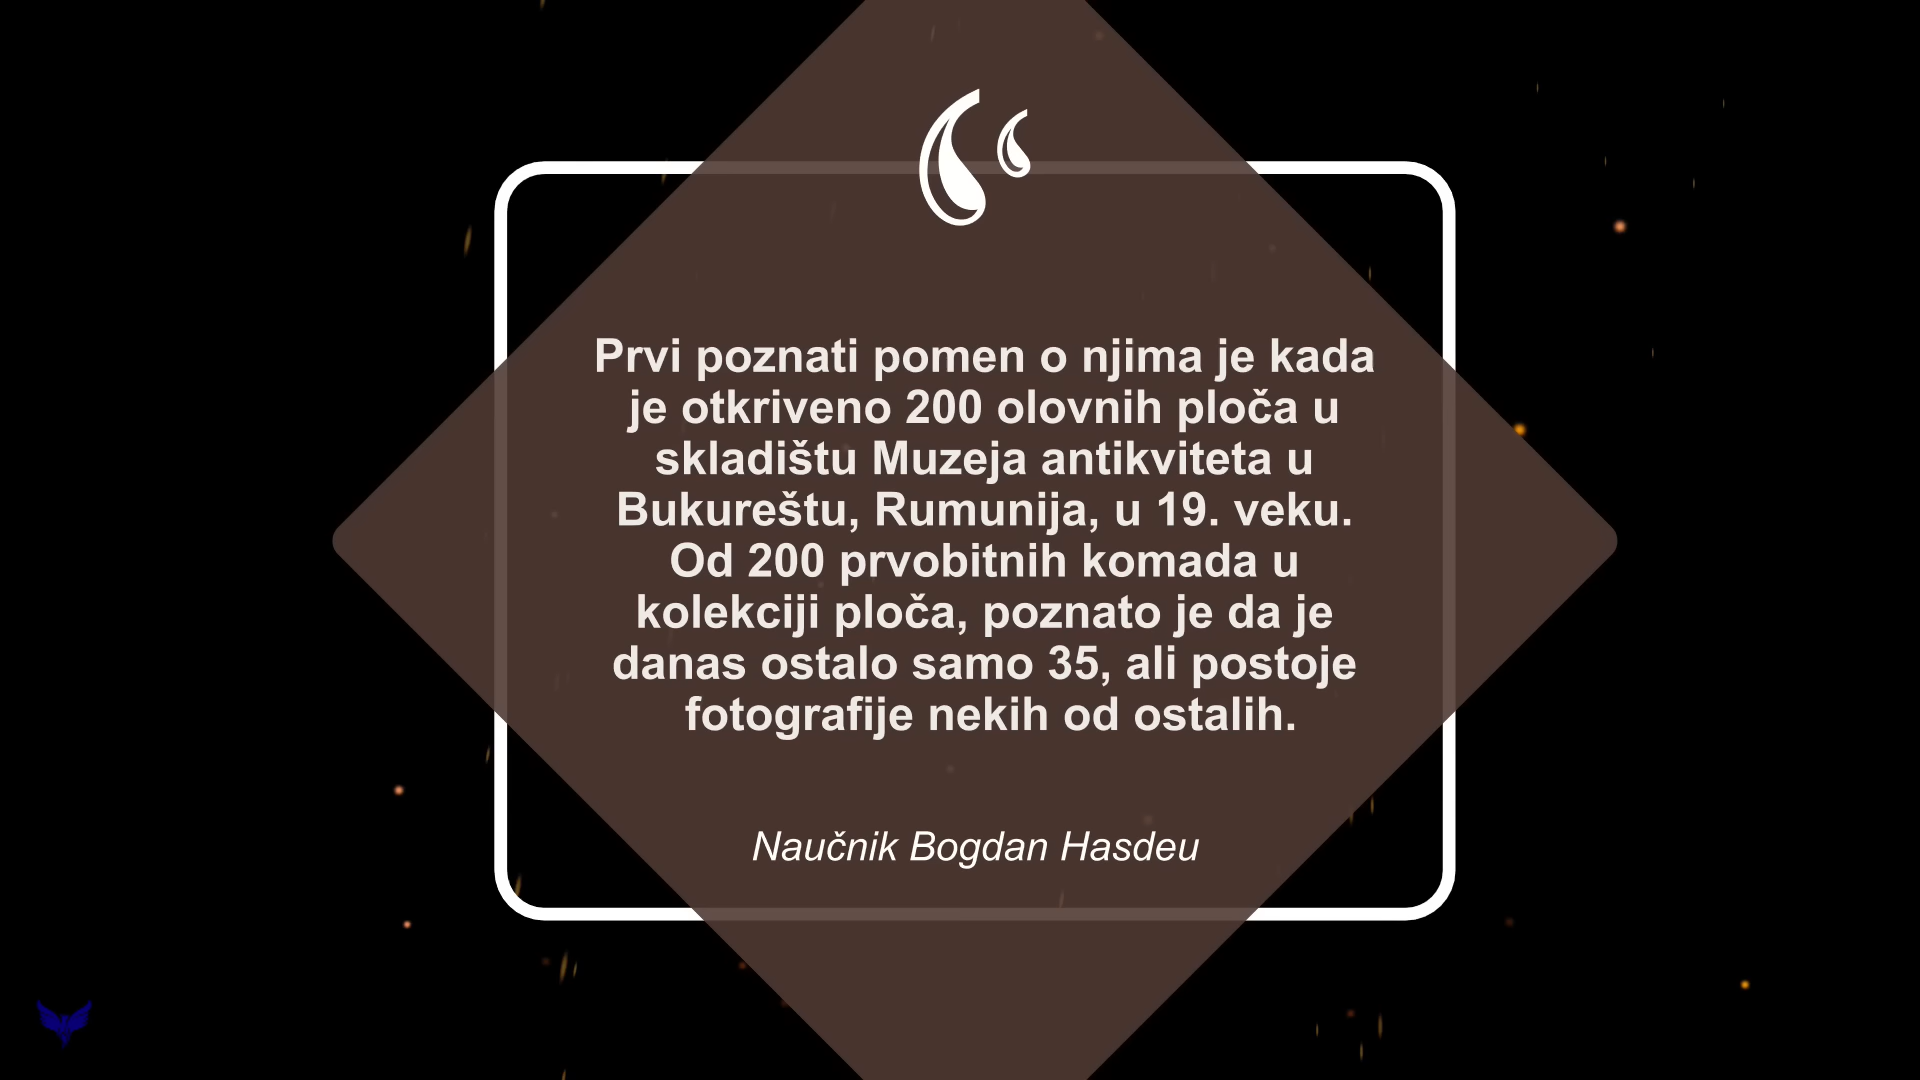 Prvi poznati pomen o njima je kada
je otkriveno 200 olovnih ploča u
skladištu Muzeja antikviteta u
Bukureštu, Rumunija, u 19. veku.
Od 200 prvobitnih komada u
kolekciji ploča, poznato je da je
danas ostalo samo 35, ali postoje
fotografije nekih od ostalih.
Naučnik Bogdan Hasdeu